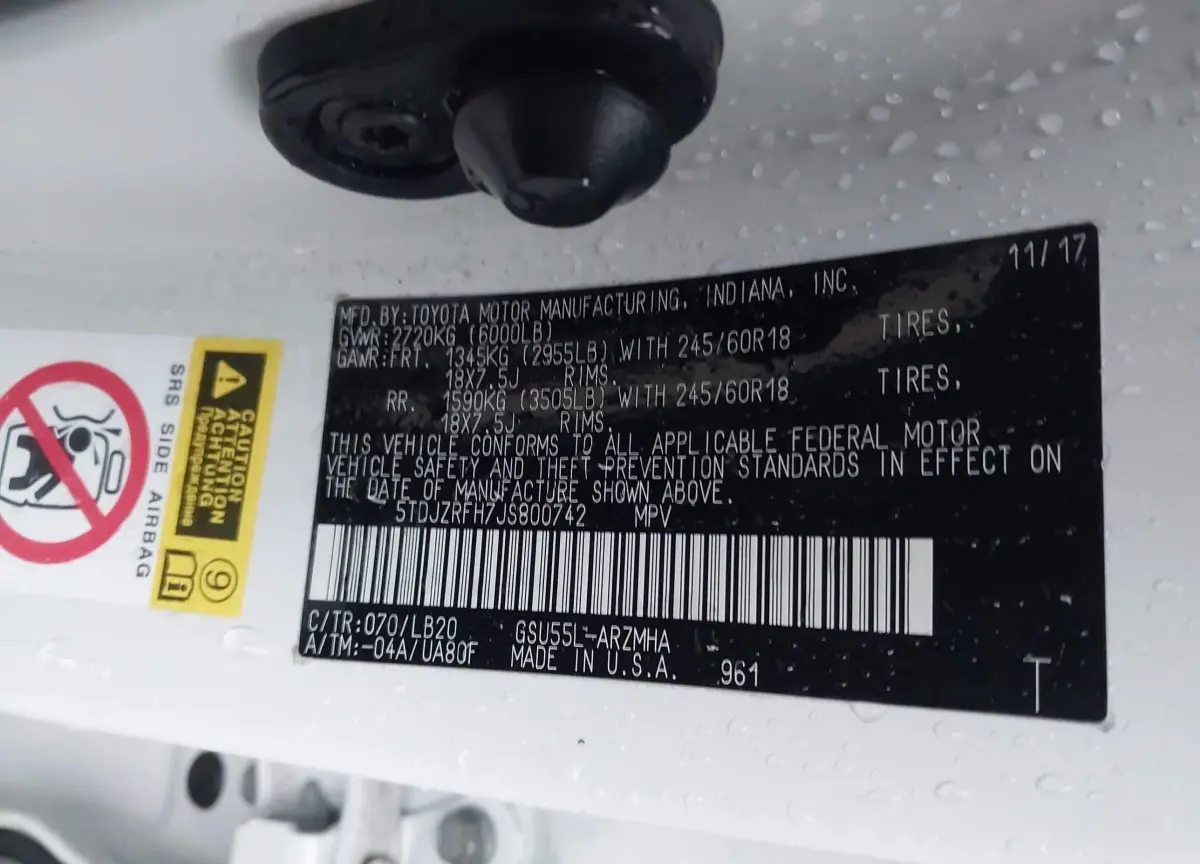 11/17
MFD.BY:TOYOTA MOTOR MANUFACTURING, INDIANA, INC.
GVWR:2720KG (6000LB)
GAWR:FRT. 1345KG (2955LB) WITH 245/60R18 TIRES,
18X7.5J RIMS.
RR. 1590KG (3505LB) WITH 245/60R18 TIRES,
18X7.5J RIMS.
THIS VEHICLE CONFORMS TO ALL APPLICABLE FEDERAL MOTOR
VEHICLE SAFETY AND THEFT PREVENTION STANDARDS IN EFFECT ON
THE DATE OF MANUFACTURE SHOWN ABOVE.
5TDJZRFH7JS800742 MPV
C/TR:070/LB20 GSU55L-ARZMHA
A/TM:-04A/UA80F MADE IN U.S.A. 961
T
CAUTION
ATTENTION
ACHTUNG
Предупреждение
9
SRS SIDE AIRBAG